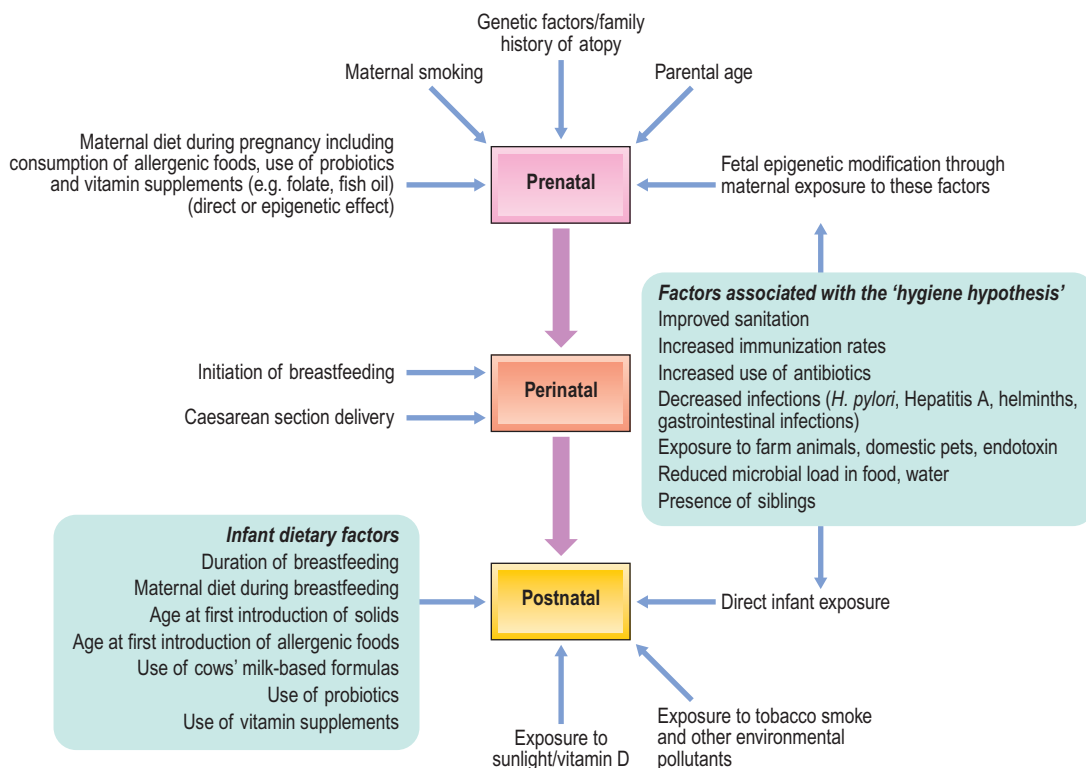 Genetic factors/family
history of atopy
Maternal smoking
Parental age
Maternal diet during pregnancy including
consumption of allergenic foods, use of probiotics
and vitamin supplements (e.g. folate, fish oil)
(direct or epigenetic effect)
Prenatal
Fetal epigenetic modification through
maternal exposure to these factors
Factors associated with the ‘hygiene hypothesis’
Improved sanitation
Increased immunization rates
Increased use of antibiotics
Decreased infections (H. pylori, Hepatitis A, helminths,
gastrointestinal infections)
Exposure to farm animals, domestic pets, endotoxin
Reduced microbial load in food, water
Presence of siblings
Initiation of breastfeeding
Caesarean section delivery
Perinatal
Infant dietary factors
Duration of breastfeeding
Maternal diet during breastfeeding
Age at first introduction of solids
Age at first introduction of allergenic foods
Use of cows’ milk-based formulas
Use of probiotics
Use of vitamin supplements
Postnatal
Direct infant exposure
Exposure to
sunlight/vitamin D
Exposure to tobacco smoke
and other environmental
pollutants